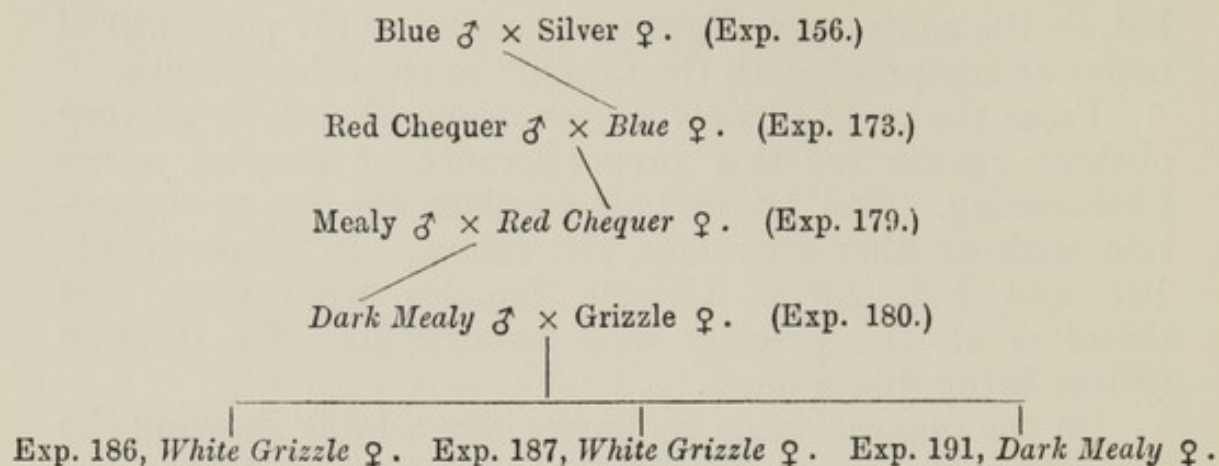 Blue ♂ × Silver ♀. (Exp. 156.)
Red Chequer ♂ × Blue ♀. (Exp. 173.)
Mealy ♂ × Red Chequer ♀. (Exp. 179.)
Dark Mealy ♂ × Grizzle ♀. (Exp. 180.)
Exp. 186, White Grizzle ♀. Exp. 187, White Grizzle ♀. Exp. 191, Dark Mealy ♀.